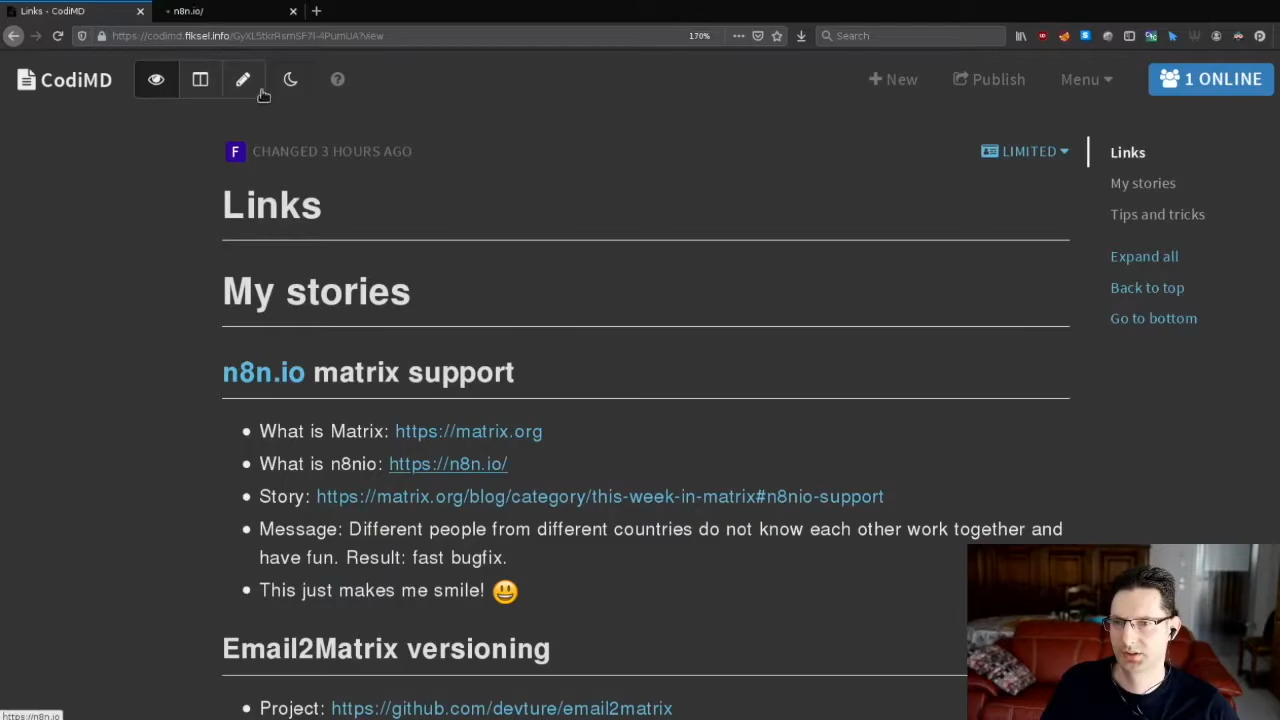 Links - CodiMD
n8n.io/
170%
Search
CodiMD
New
Publish
Menu
1 ONLINE
F
CHANGED 3 HOURS AGO
LIMITED
Links
My stories
Tips and tricks
Expand all
Back to top
Go to bottom
Links
My stories
n8n.io matrix support
What is Matrix: https://matrix.org
What is n8nio: https://n8n.io/
Story: https://matrix.org/blog/category/this-week-in-matrix#n8nio-support
Message: Different people from different countries do not know each other work together and
have fun. Result: fast bugfix.
This just makes me smile! 😃
Email2Matrix versioning
Project: https://github.com/devture/email2matrix
https://n8n.io